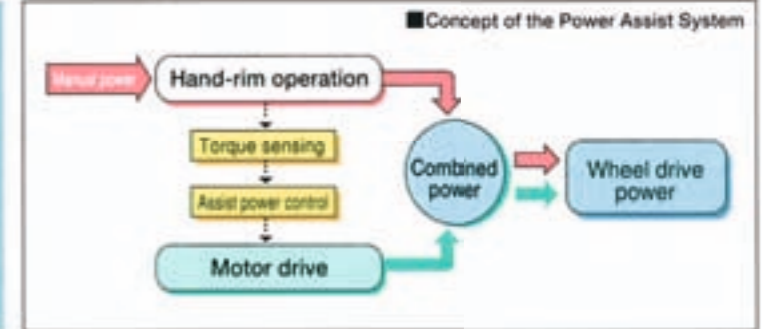 ■Concept of the Power Assist System
Manual power
Hand-rim operation
Torque sensing
Assist power control
Motor drive
Combined
power
Wheel drive
power